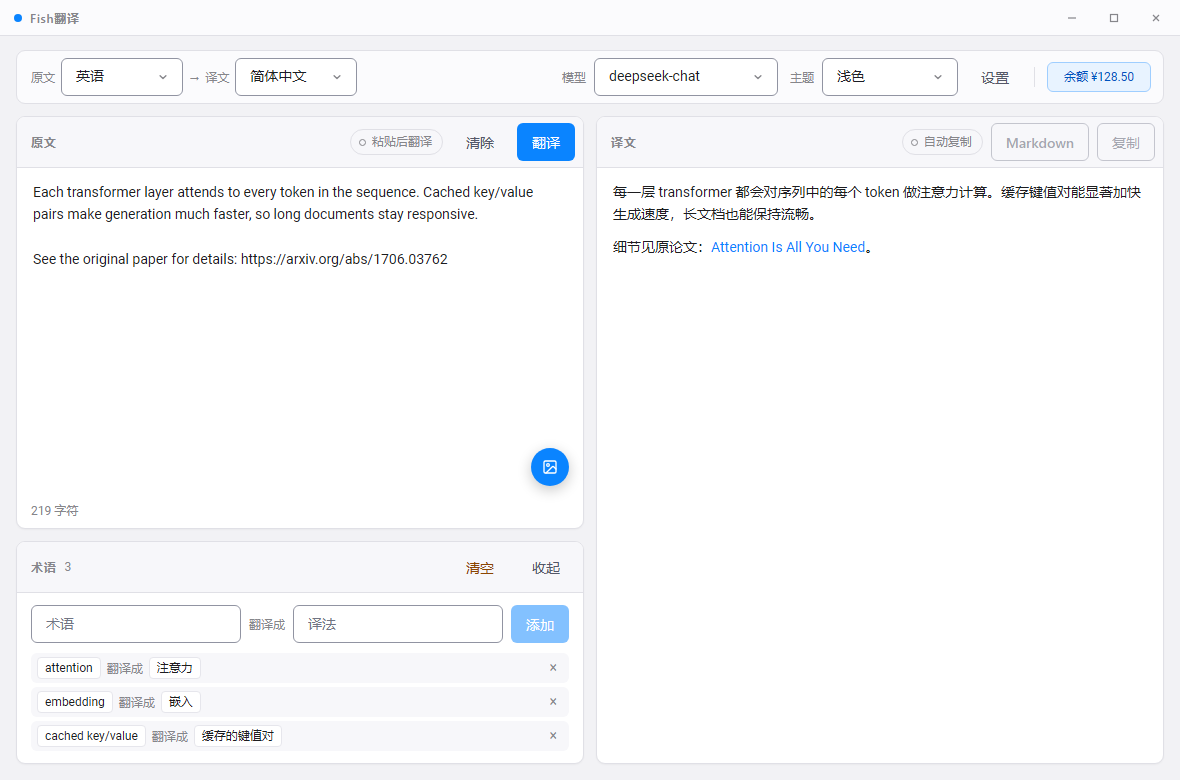 Fish翻译
原文 英语 → 译文 简体中文 模型 deepseek-chat 主题 浅色 设置 余额 ¥128.50
原文 粘贴后翻译 清除 翻译
Each transformer layer attends to every token in the sequence. Cached key/value
pairs make generation much faster, so long documents stay responsive.
See the original paper for details: https://arxiv.org/abs/1706.03762
219 字符
术语 3 清空 收起
术语 翻译成 译法 添加
attention 翻译成 注意力 ×
embedding 翻译成 嵌入 ×
cached key/value 翻译成 缓存的键值对 ×
译文 自动复制 Markdown 复制
每一层 transformer 都会对序列中的每个 token 做注意力计算。缓存键值对能显著加快
生成速度，长文档也能保持流畅。
细节见原论文：Attention Is All You Need。